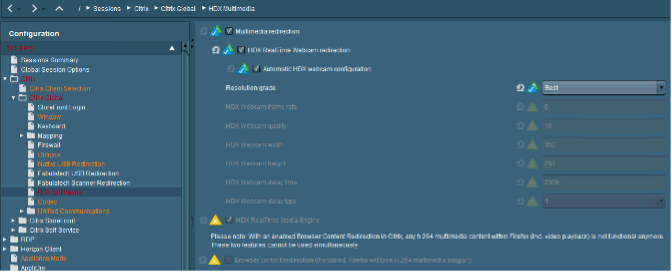 / ▸ Sessions ▸ Citrix ▸ Citrix Global ▸ HDX Multimedia
Configuration
Sessions
Sessions Summary
Global Session Options
Citrix
Citrix Client Selection
Citrix Global
StoreFront Login
Window
Keyboard
Mapping
Firewall
Options
Native USB Redirection
Fabulatech USB Redirection
Fabulatech Scanner Redirection
HDX Multimedia
Codec
Unified Communications
Citrix StoreFront
Citrix Self Service
RDP
Horizon Client
Appliance Mode
AppliDis
Multimedia redirection
HDX RealTime Webcam redirection
Automatic HDX webcam configuration
Resolution grade
Best
HDX Webcam frame rate
5
HDX Webcam quality
16
HDX Webcam width
352
HDX Webcam height
HDX Webcam delay time
2000
HDX Webcam delay type
1
HDX RealTime Media Engine
Please note: With an enabled Browser Content Redirection in Citrix, any h.264 multimedia content within Firefox (incl. video playback) is not functional anymore.
These two features cannot be used simultaneously.
Browser content redirection (if enabled, Firefox will lose h.264 multimedia support)